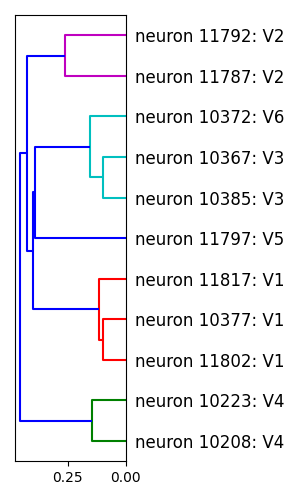 neuron 11792: V2
neuron 11787: V2
neuron 10372: V6
neuron 10367: V3
neuron 10385: V3
neuron 11797: V5
neuron 11817: V1
neuron 10377: V1
neuron 11802: V1
neuron 10223: V4
neuron 10208: V4
0.25 0.00